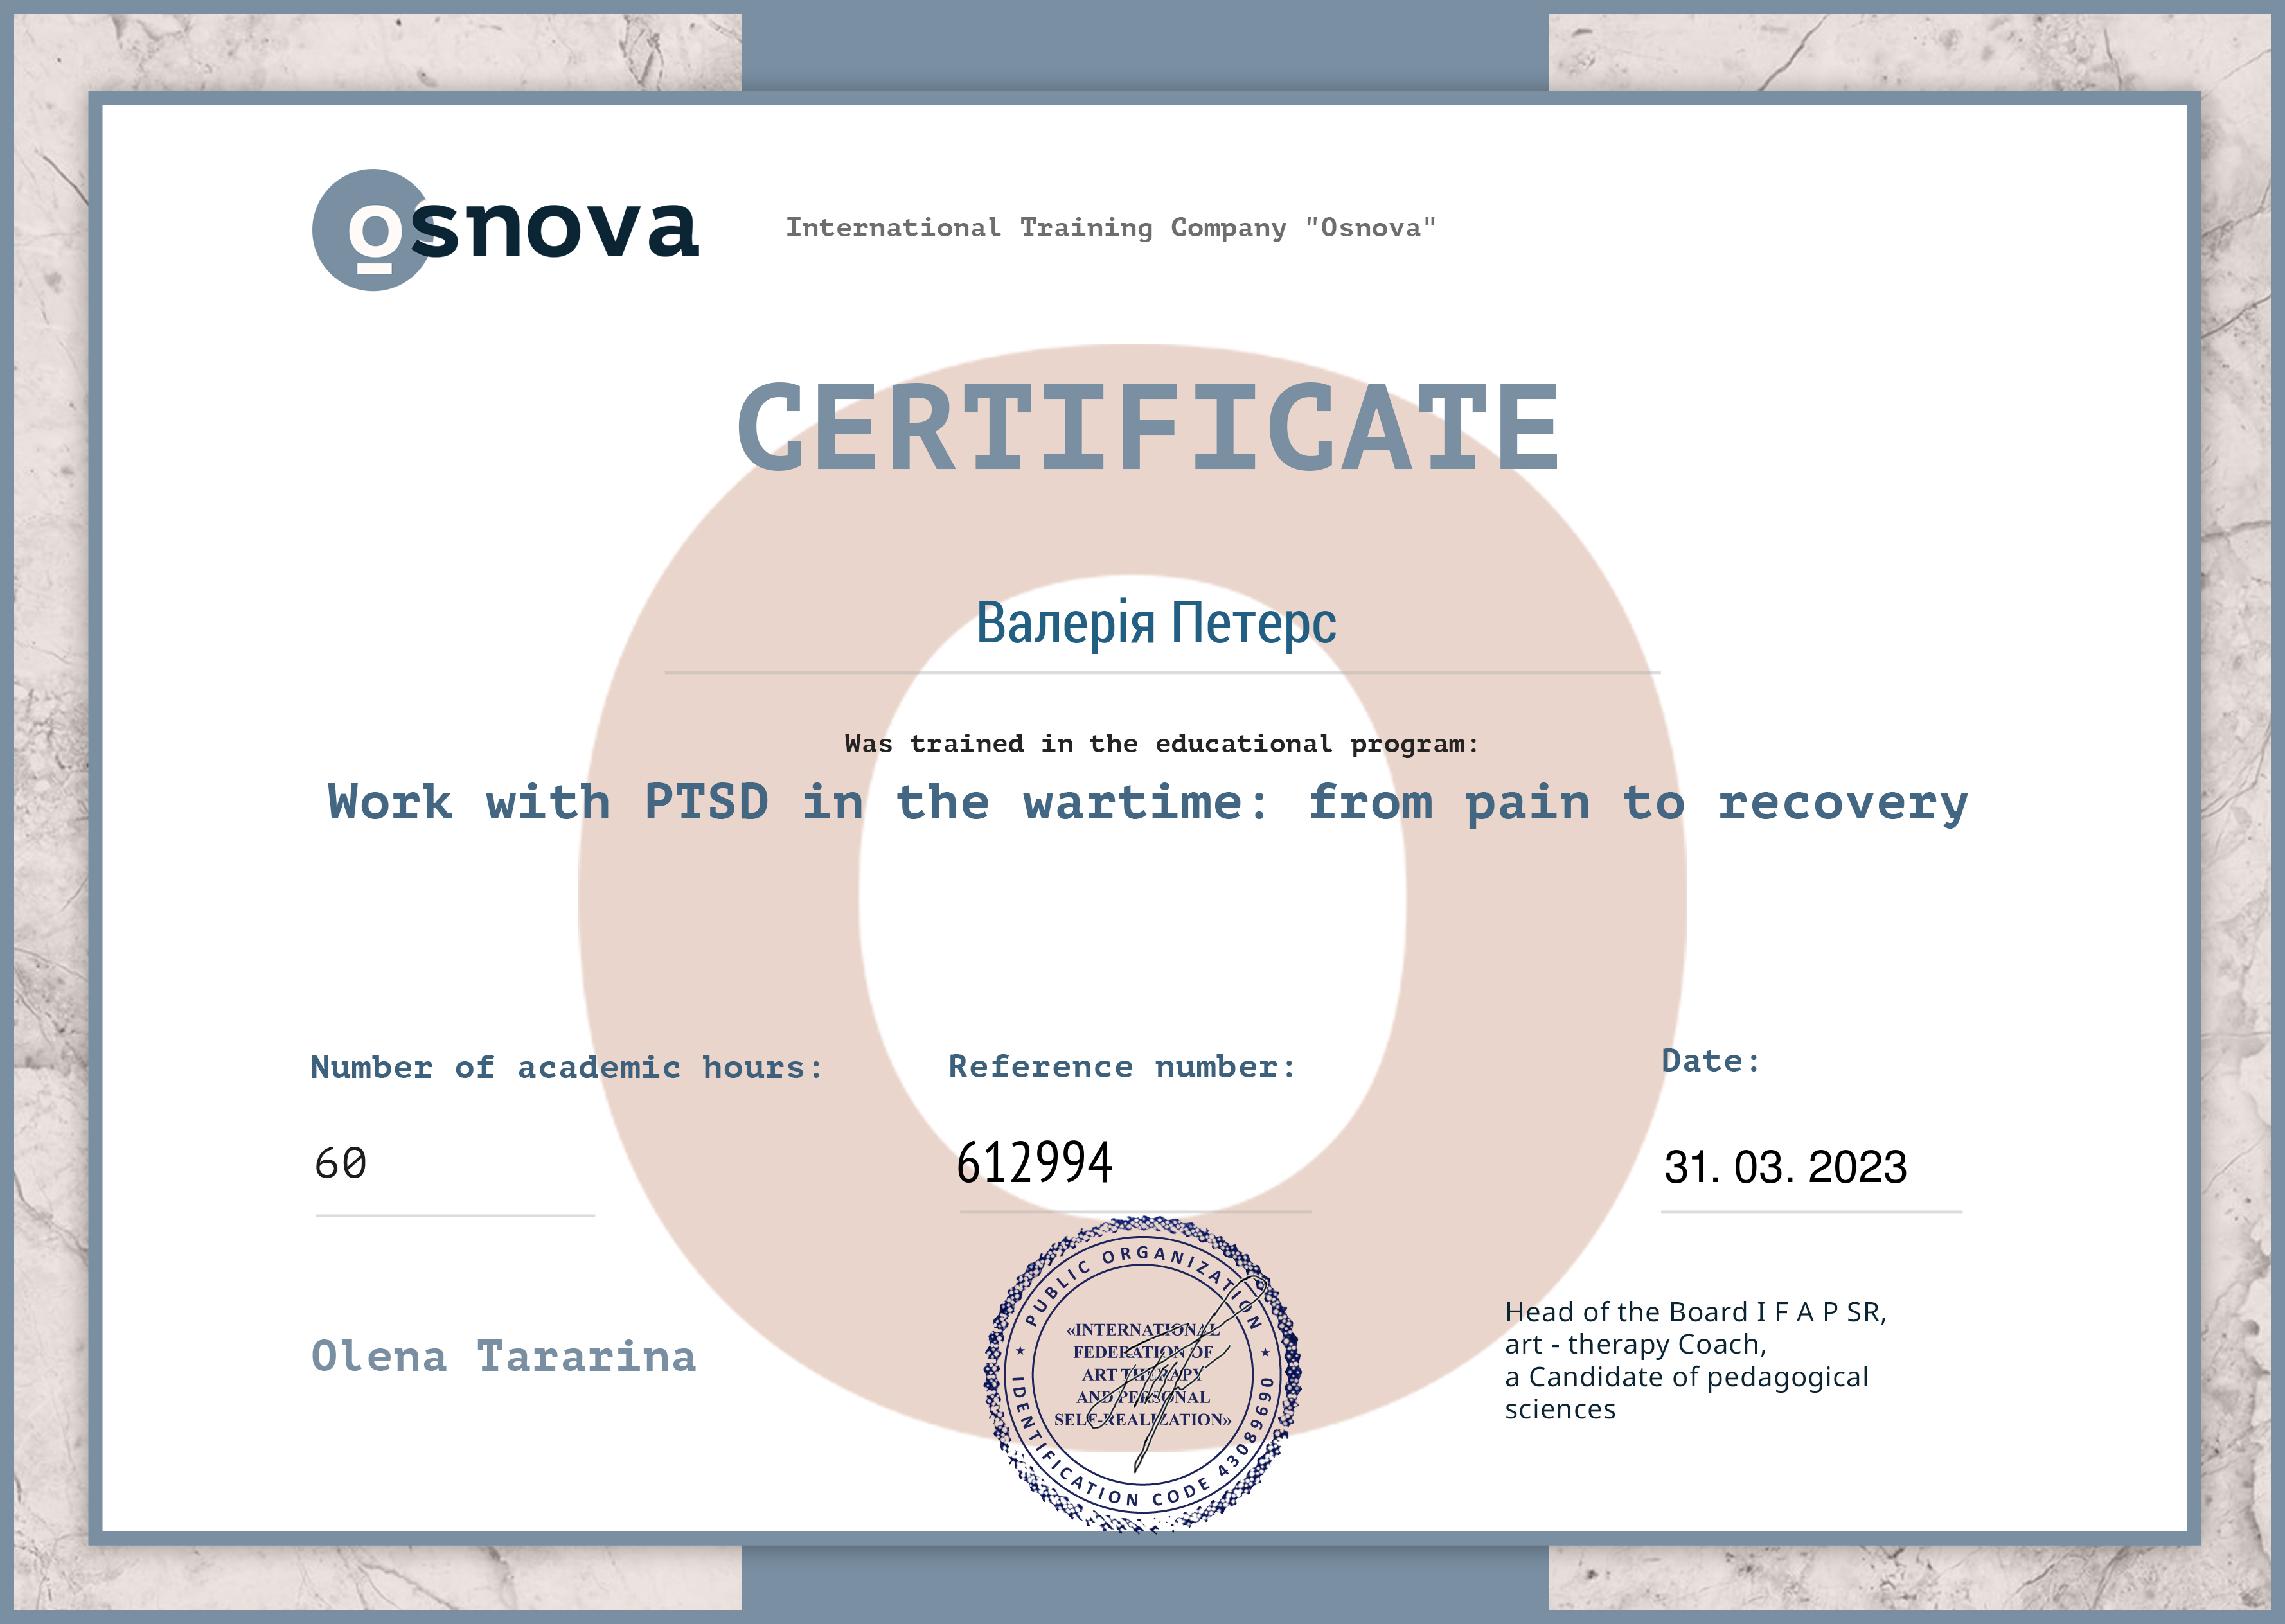 osnova
International Training Company "Osnova"
CERTIFICATE
Валерія Петерс
Was trained in the educational program:
Work with PTSD in the wartime: from pain to recovery
Number of academic hours:
Reference number:
Date:
60
612994
31. 03. 2023
Olena Tararina
PUBLIC ORGANIZATION
«INTERNATIONAL
FEDERATION OF
ART THERAPY
AND PERSONAL
SELF-REALIZATION»
IDENTIFICATION CODE 43089690
Head of the Board I F A P SR,
art - therapy Coach,
a Candidate of pedagogical
sciences